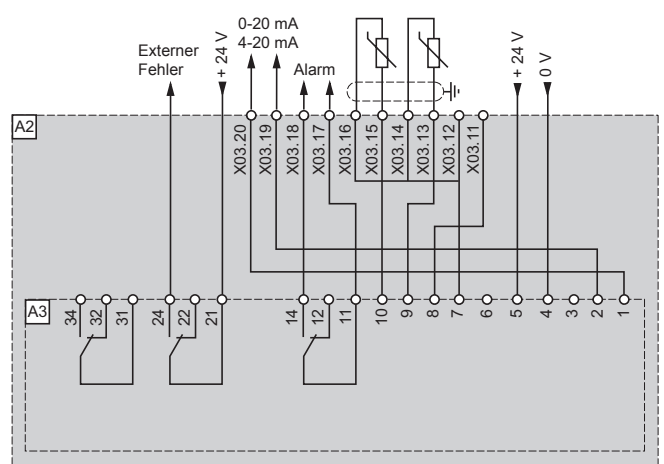 0-20 mA
4-20 mA
Externer
Fehler
+ 24 V
Alarm
+ 24 V
0 V
A2
X03.20
X03.19
X03.18
X03.17
X03.16
X03.15
X03.14
X03.13
X03.12
X03.11
A3
34
32
31
24
22
21
14
12
11
10
9
8
7
6
5
4
3
2
1